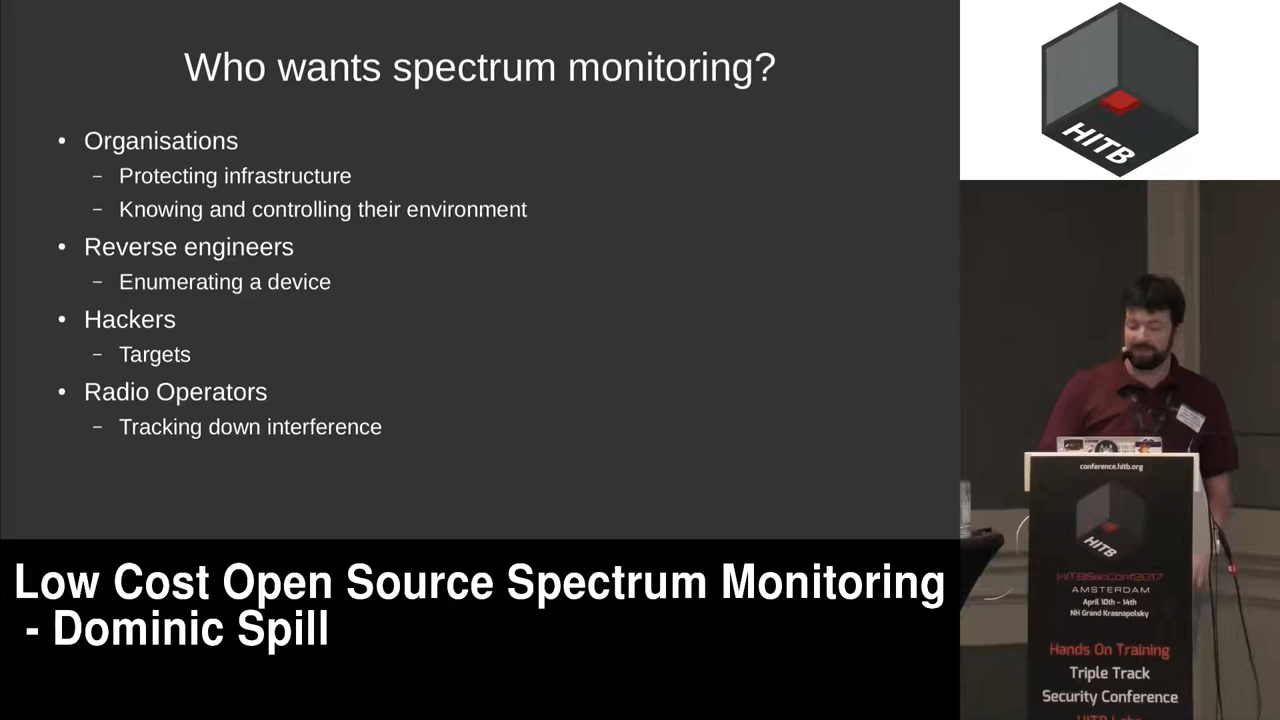 Who wants spectrum monitoring?
• Organisations
– Protecting infrastructure
– Knowing and controlling their environment
• Reverse engineers
– Enumerating a device
• Hackers
– Targets
• Radio Operators
– Tracking down interference
Low Cost Open Source Spectrum Monitoring
- Dominic Spill
HITB
conference.hitb.org
HITB
HITBSecConf2017
AMSTERDAM
April 10th - 14th
NH Grand Krasnapolsky
Hands On Training
Triple Track
Security Conference
HITB Labs